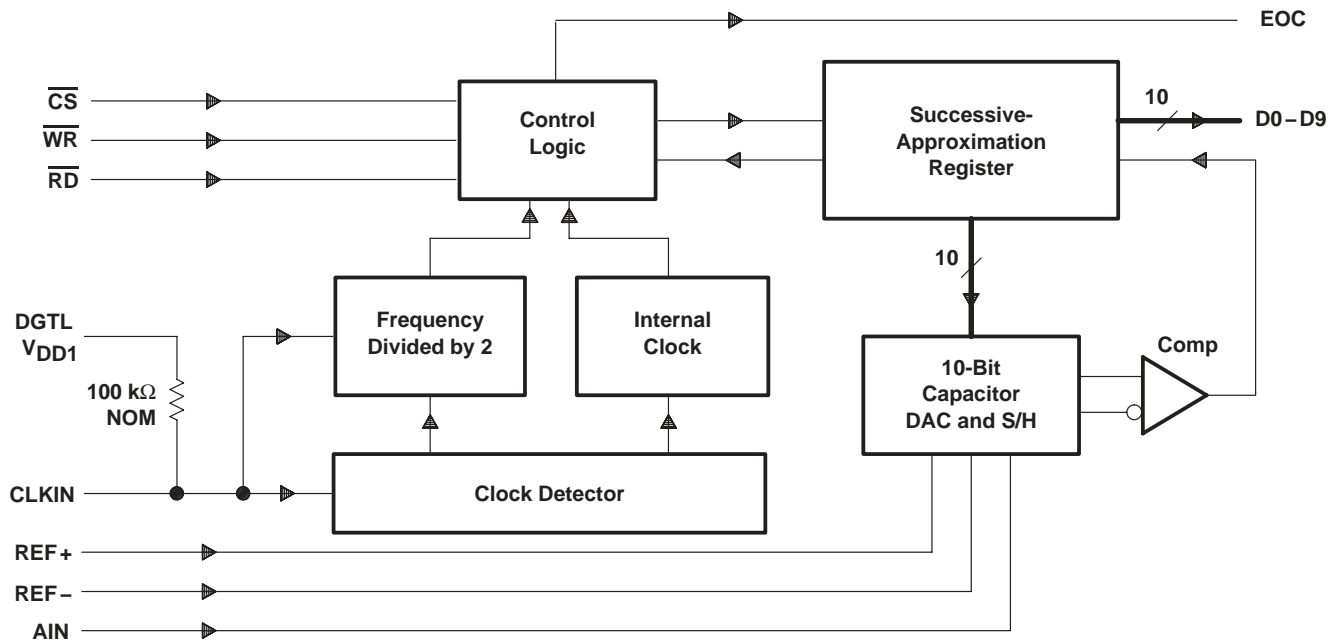 EOC
CS
WR
RD
Control
Logic
Successive-
Approximation
Register
10
D0–D9
10
DGTL
VDD1
100 kΩ
NOM
Frequency
Divided by 2
Internal
Clock
10-Bit
Capacitor
DAC and S/H
Comp
CLKIN
Clock Detector
REF+
REF–
AIN